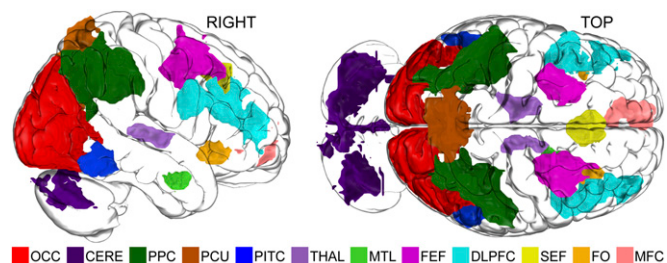 RIGHT
TOP
OCC CERE PPC PCU PITC THAL MTL FEF DLPFC SEF FO MFC